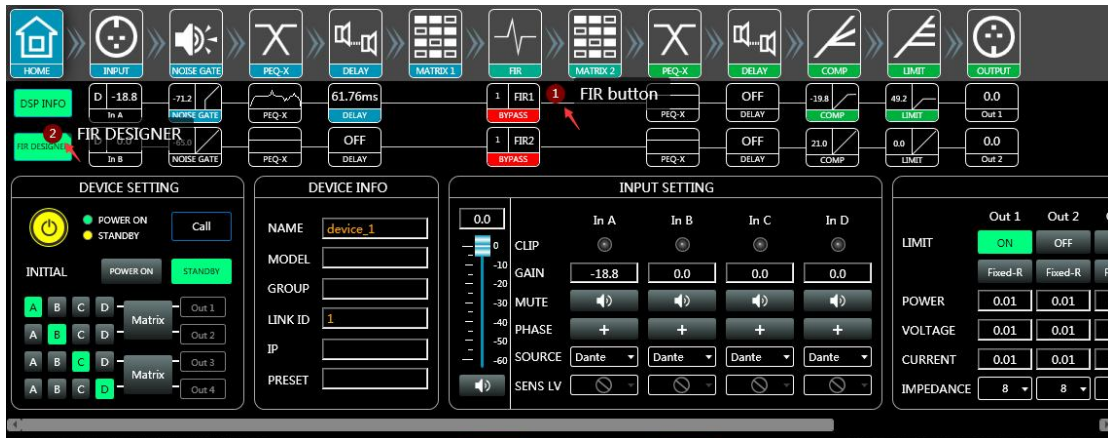 HOME INPUT NOISE GATE PEQ-X DELAY MATRIX 1 FIR MATRIX 2 PEQ-X DELAY COMP LIMIT OUTPUT
DSP INFO D -18.8 -71.2 61.76ms 1 FIR1 1 FIR button OFF -19.8 49.2 0.0
In A NOISE GATE PEQ-X DELAY BYPASS PEQ-X DELAY COMP LIMIT Out 1
2 FIR DESIGNER
FIR DESIGNER D 0.0 -65.0 OFF 1 FIR2 OFF 21.0 0.0 0.0
In B NOISE GATE PEQ-X DELAY BYPASS PEQ-X DELAY COMP LIMIT Out 2
DEVICE SETTING
POWER ON
STANDBY
Call
INITIAL POWER ON STANDBY
A B C D Matrix Out 1
A B C D Out 2
A B C D Matrix Out 3
A B C D Out 4
DEVICE INFO
NAME device_1
MODEL
GROUP
LINK ID 1
IP
PRESET
INPUT SETTING
0.0 In A In B In C In D
0 CLIP
-10 GAIN -18.8 0.0 0.0 0.0
-20
-30 MUTE
-40 PHASE + + + +
-50
-60 SOURCE Dante Dante Dante Dante
SENS LV
Out 1 Out 2
LIMIT ON OFF
Fixed-R Fixed-R
POWER 0.01 0.01
VOLTAGE 0.01 0.01
CURRENT 0.01 0.01
IMPEDANCE 8 8